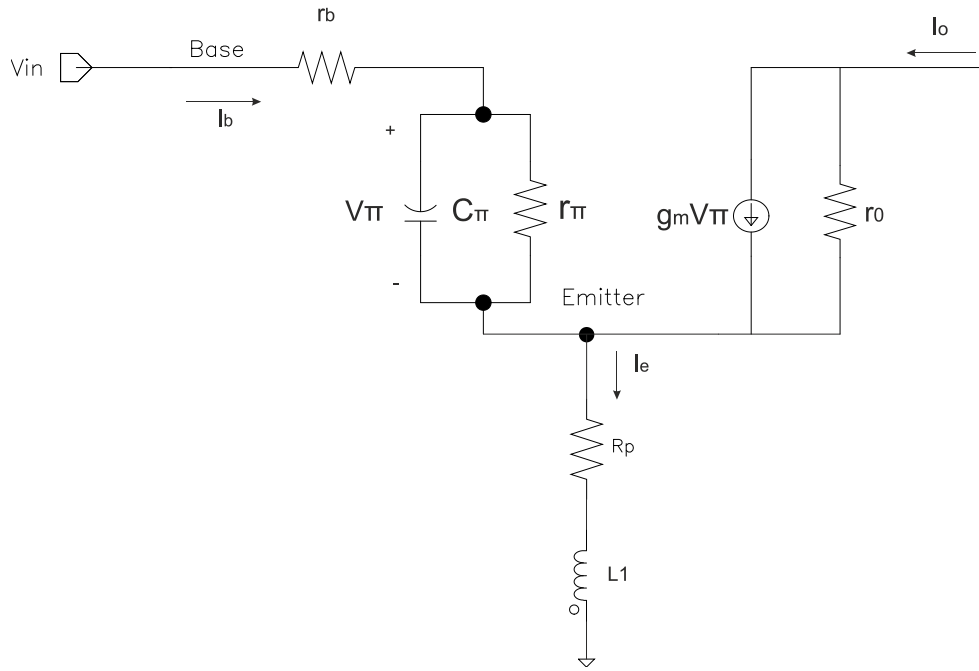 rb
Io
Vin
Base
Ib
+
Vπ
Cπ
rπ
gmVπ
r0
-
Emitter
Ie
Rp
L1